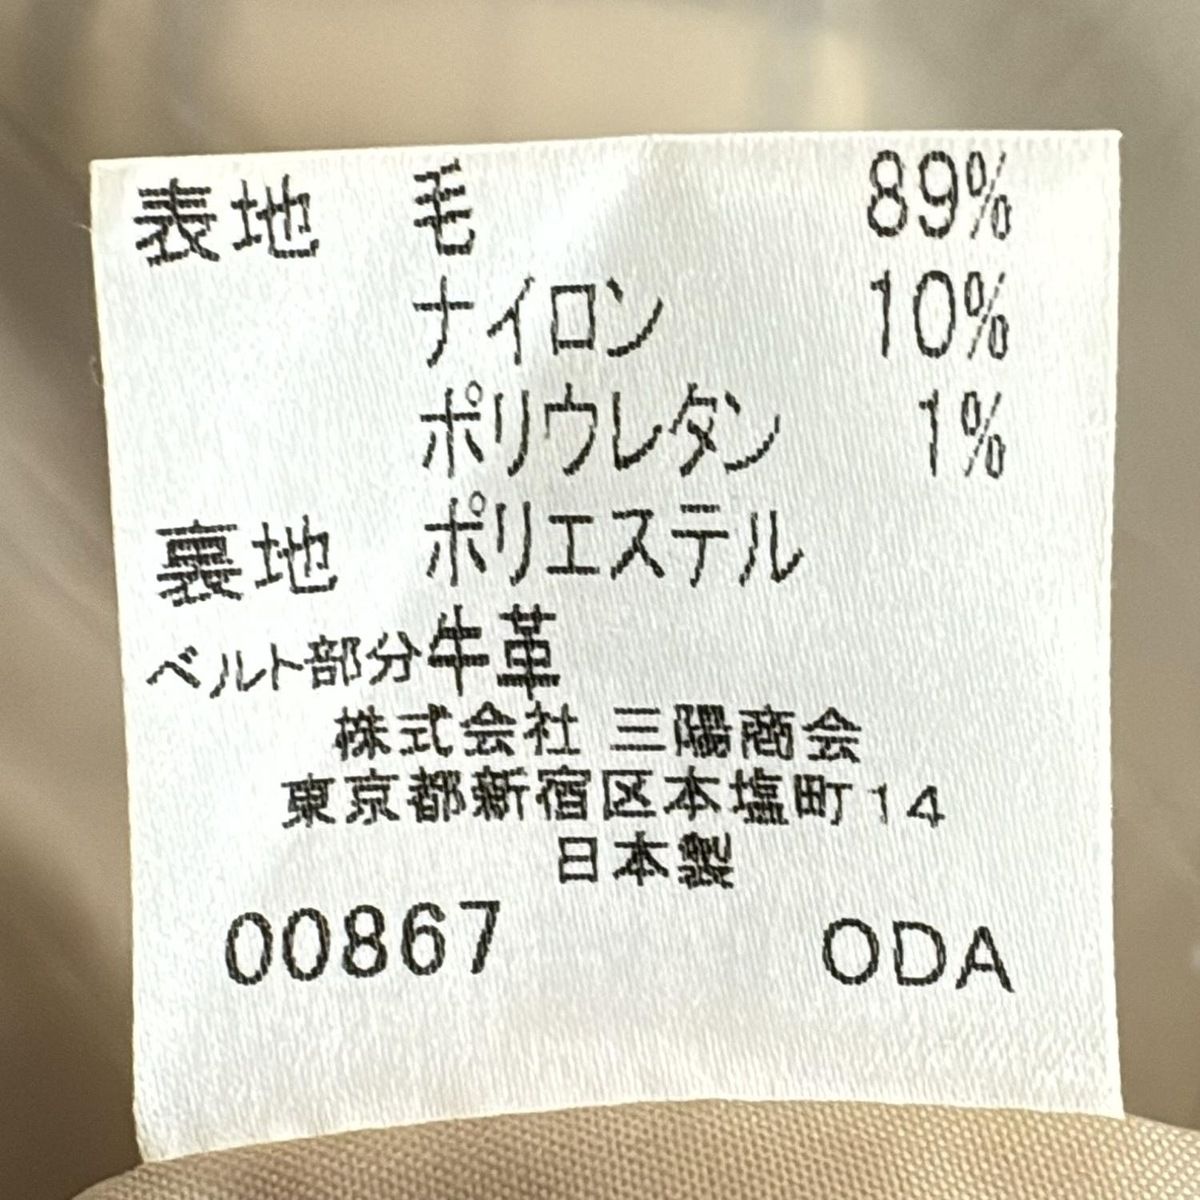 表地 毛 89%
ナイロン 10%
ポリウレタン 1%
裏地 ポリエステル
ベルト部分 牛革
株式会社 三陽商会
東京都新宿区本塩町14
日本製
00867 ODA